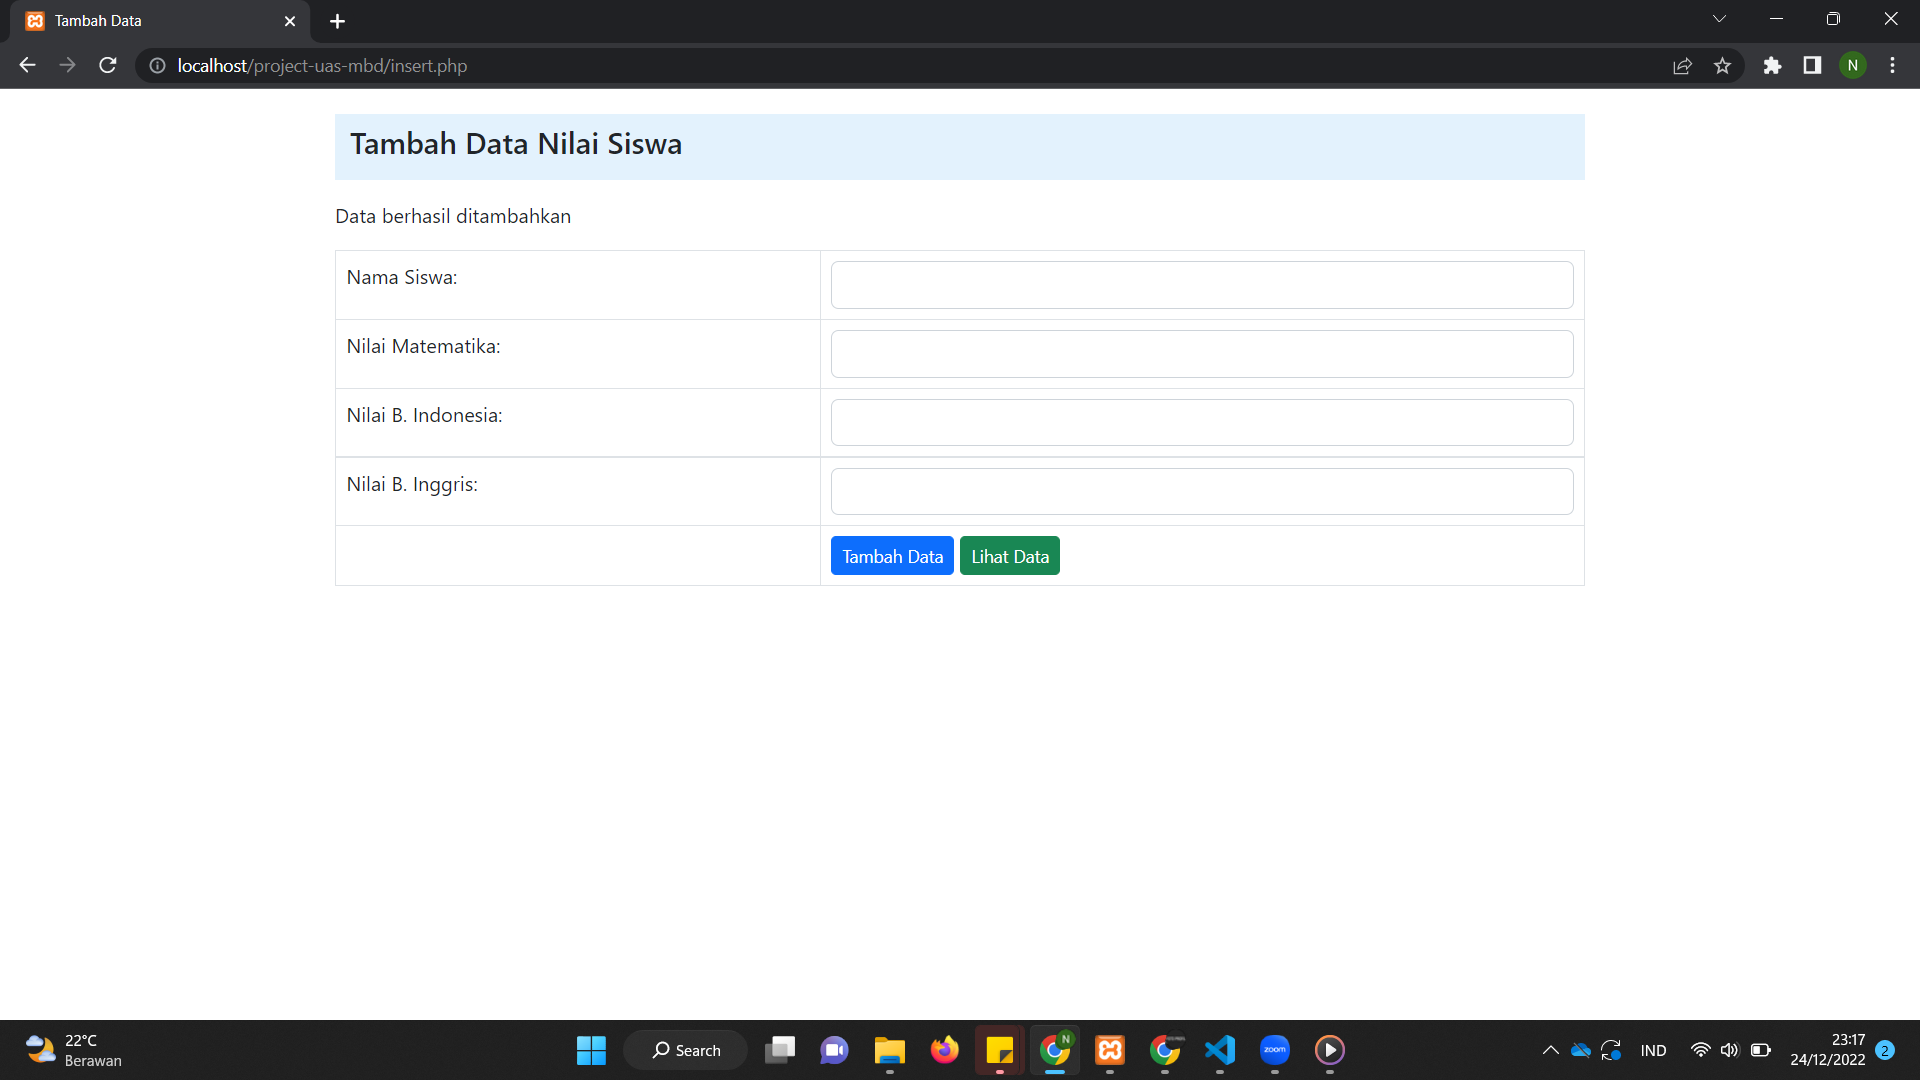 Tambah Data
localhost/project-uas-mbd/insert.php
N
Tambah Data Nilai Siswa
Data berhasil ditambahkan
Nama Siswa:
Nilai Matematika:
Nilai B. Indonesia:
Nilai B. Inggris:
Tambah Data Lihat Data
22°C
Berawan
Search
N
zoom
IND
23:17
24/12/2022
2